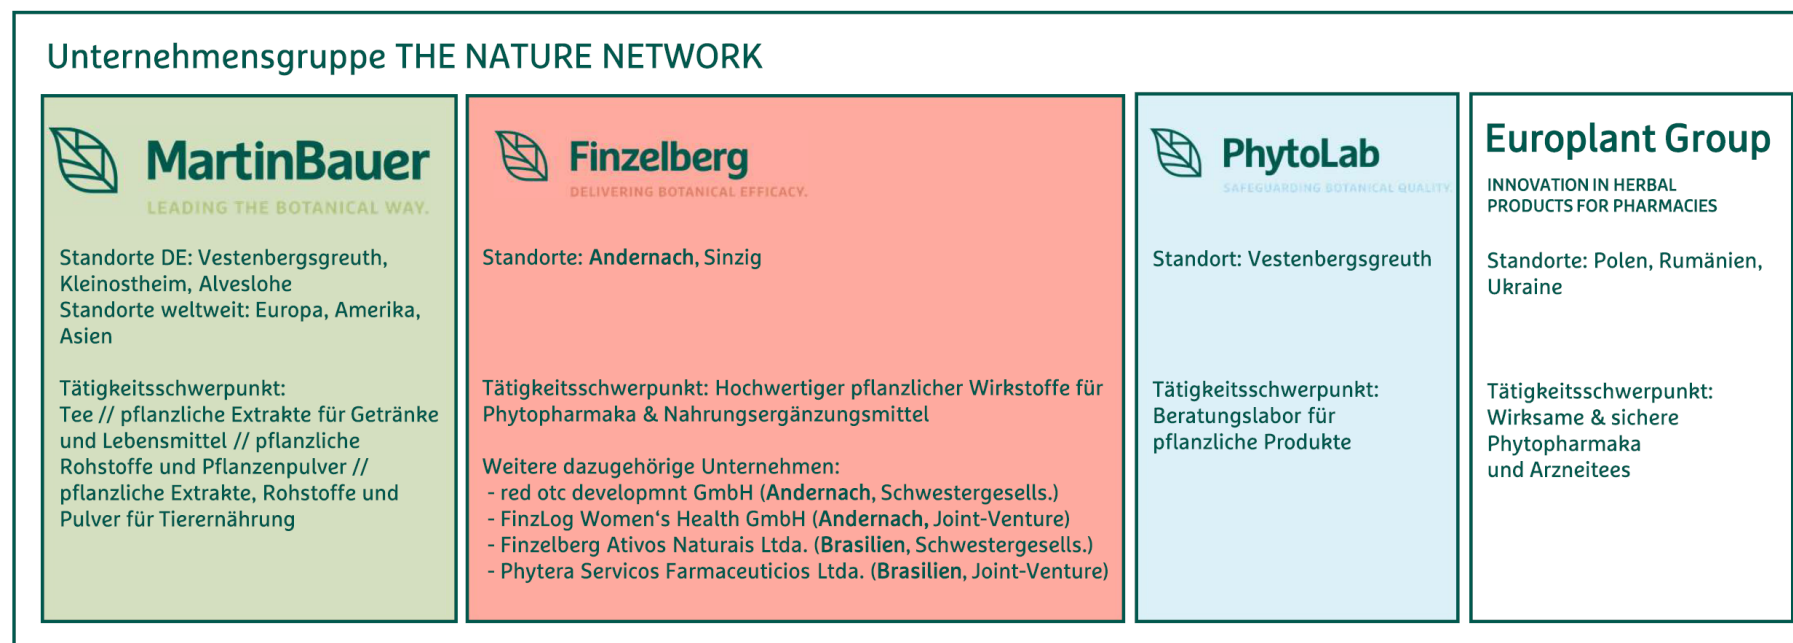 Unternehmensgruppe THE NATURE NETWORK
MartinBauer
LEADING THE BOTANICAL WAY.
Standorte DE: Vestenbergsgreuth,
Kleinostheim, Alveslohe
Standorte weltweit: Europa, Amerika,
Asien
Tätigkeitsschwerpunkt:
Tee // pflanzliche Extrakte für Getränke
und Lebensmittel // pflanzliche
Rohstoffe und Pflanzenpulver //
pflanzliche Extrakte, Rohstoffe und
Pulver für Tierernährung
Finzelberg
DELIVERING BOTANICAL EFFICACY.
Standorte: Andernach, Sinzig
Tätigkeitsschwerpunkt: Hochwertiger pflanzlicher Wirkstoffe für
Phytopharmaka & Nahrungsergänzungsmittel
Weitere dazugehörige Unternehmen:
- red otc developmnt GmbH (Andernach, Schwestergesells.)
- FinzLog Women‘s Health GmbH (Andernach, Joint-Venture)
- Finzelberg Ativos Naturais Ltda. (Brasilien, Schwestergesells.)
- Phytera Servicos Farmaceuticios Ltda. (Brasilien, Joint-Venture)
PhytoLab
SAFEGUARDING BOTANICAL QUALITY.
Standort: Vestenbergsgreuth
Tätigkeitsschwerpunkt:
Beratungslabor für
pflanzliche Produkte
Europlant Group
INNOVATION IN HERBAL
PRODUCTS FOR PHARMACIES
Standorte: Polen, Rumänien,
Ukraine
Tätigkeitsschwerpunkt:
Wirksame & sichere
Phytopharmaka
und Arzneitees